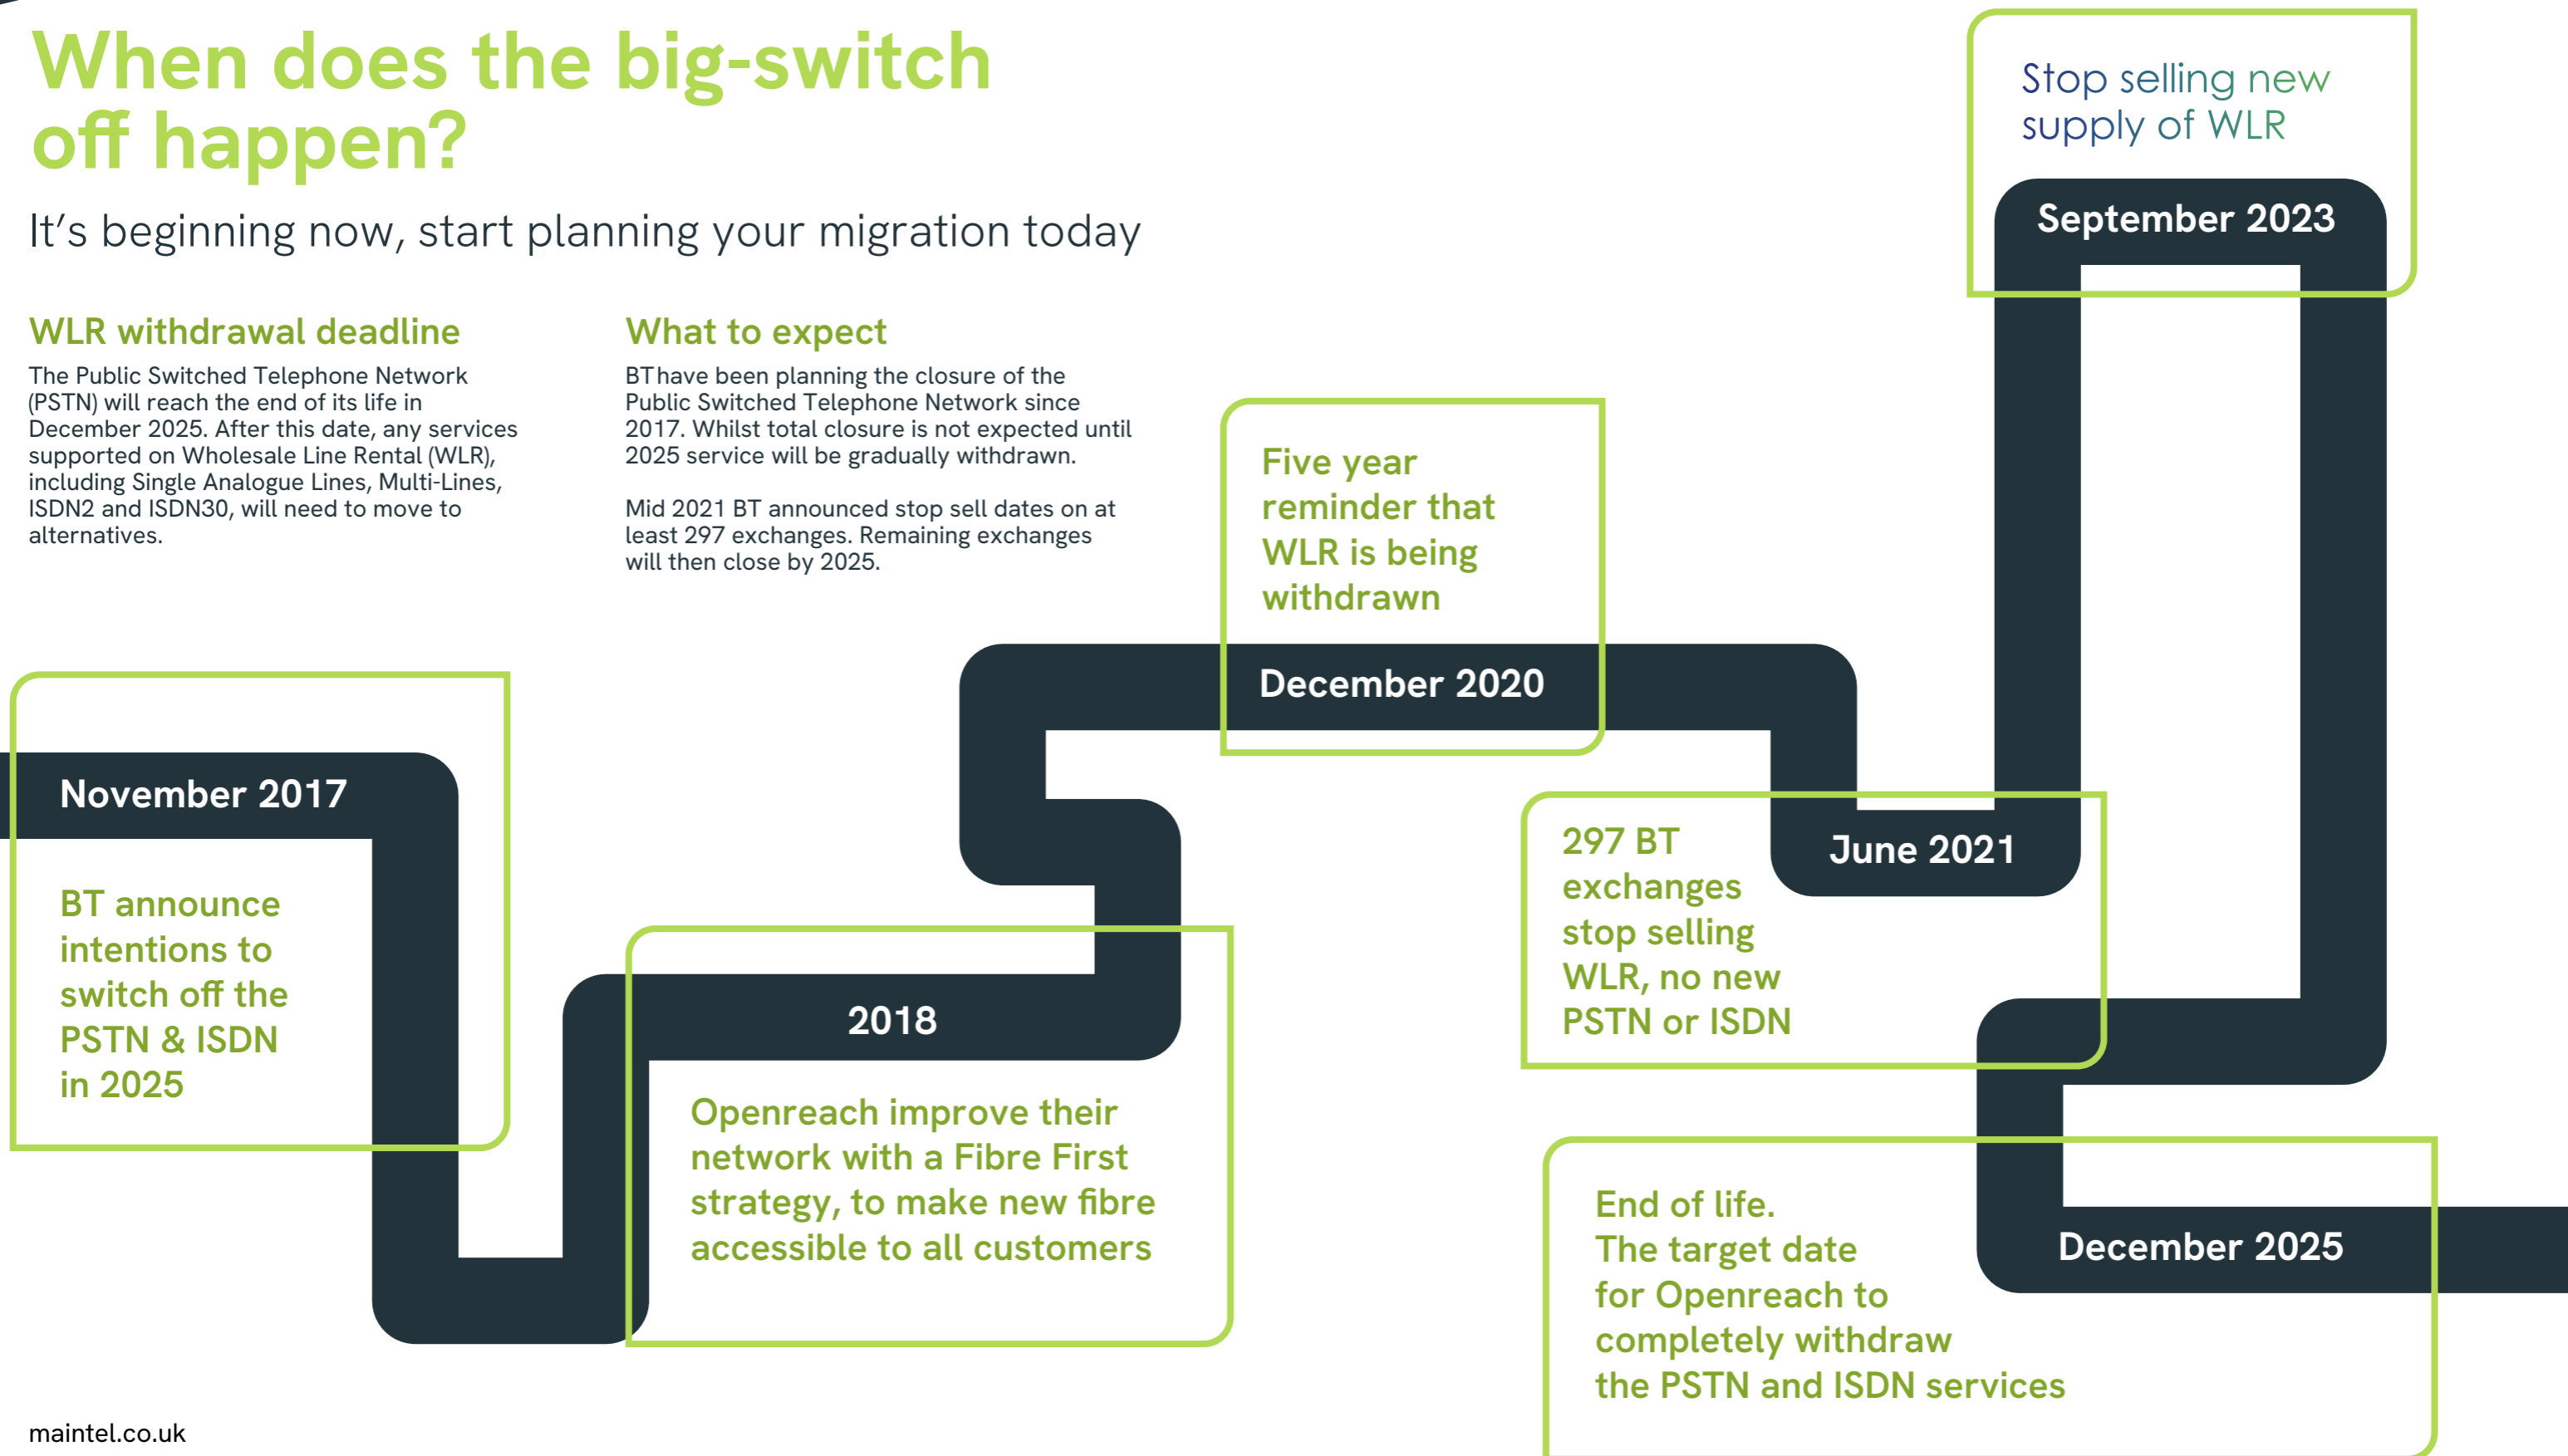 When does the big-switch
off happen?
It's beginning now, start planning your migration today
WLR withdrawal deadline
The Public Switched Telephone Network
(PSTN) will reach the end of its life in
December 2025. After this date, any services
supported on Wholesale Line Rental (WLR),
including Single Analogue Lines, Multi-Lines,
ISDN2 and ISDN30, will need to move to
alternatives.
What to expect
BT have been planning the closure of the
Public Switched Telephone Network since
2017. Whilst total closure is not expected until
2025 service will be gradually withdrawn.
Mid 2021 BT announced stop sell dates on at
least 297 exchanges. Remaining exchanges
will then close by 2025.
November 2017
BT announce
intentions to
switch off the
PSTN & ISDN
in 2025
2018
Openreach improve their
network with a Fibre First
strategy, to make new fibre
accessible to all customers
Five year
reminder that
WLR is being
withdrawn
December 2020
297 BT
exchanges
stop selling
WLR, no new
PSTN or ISDN
June 2021
Stop selling new
supply of WLR
September 2023
End of life.
The target date
for Openreach to
completely withdraw
the PSTN and ISDN services
December 2025
maintel.co.uk